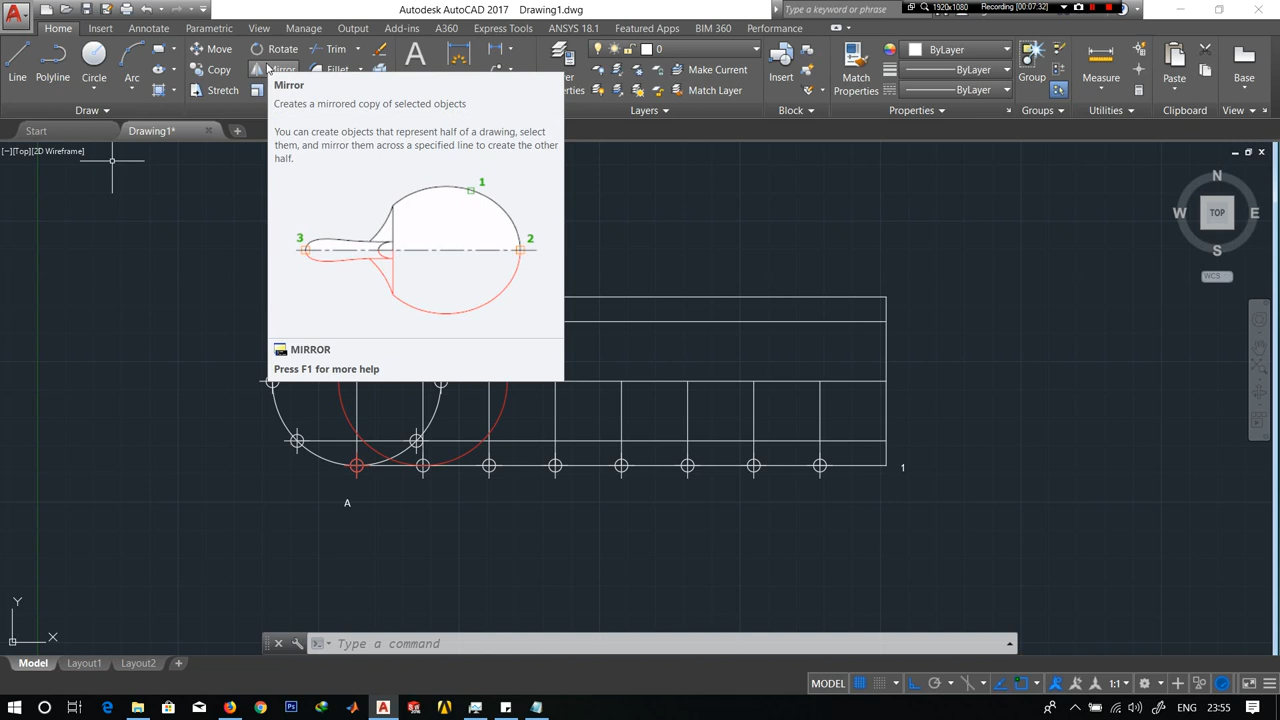 Autodesk AutoCAD 2017 Drawing1.dwg
Type a keyword or phrase
1920x1080
Recording [00:07:32]
Home Insert Annotate Parametric View Manage Output Add-ins A360 Express Tools ANSYS 18.1 Featured Apps BIM 360 Performance
Line Polyline Circle Arc
Move Rotate Trim
Copy Mirror Fillet
Stretch
Draw
0
Make Current
Match Layer
Layers
Insert
Block
Match Properties
ByLayer
ByLayer
ByLayer
Properties
Group
Groups
Measure
Utilities
Paste
Clipboard
Base
View
Start Drawing1*
[−][Top][2D Wireframe]
Mirror
Creates a mirrored copy of selected objects
You can create objects that represent half of a drawing, select
them, and mirror them across a specified line to create the other
half.
1
3
2
MIRROR
Press F1 for more help
N
W TOP E
S
WCS
1
A
Y
X
Type a command
Model Layout1 Layout2
MODEL
1:1
ENG 23:55